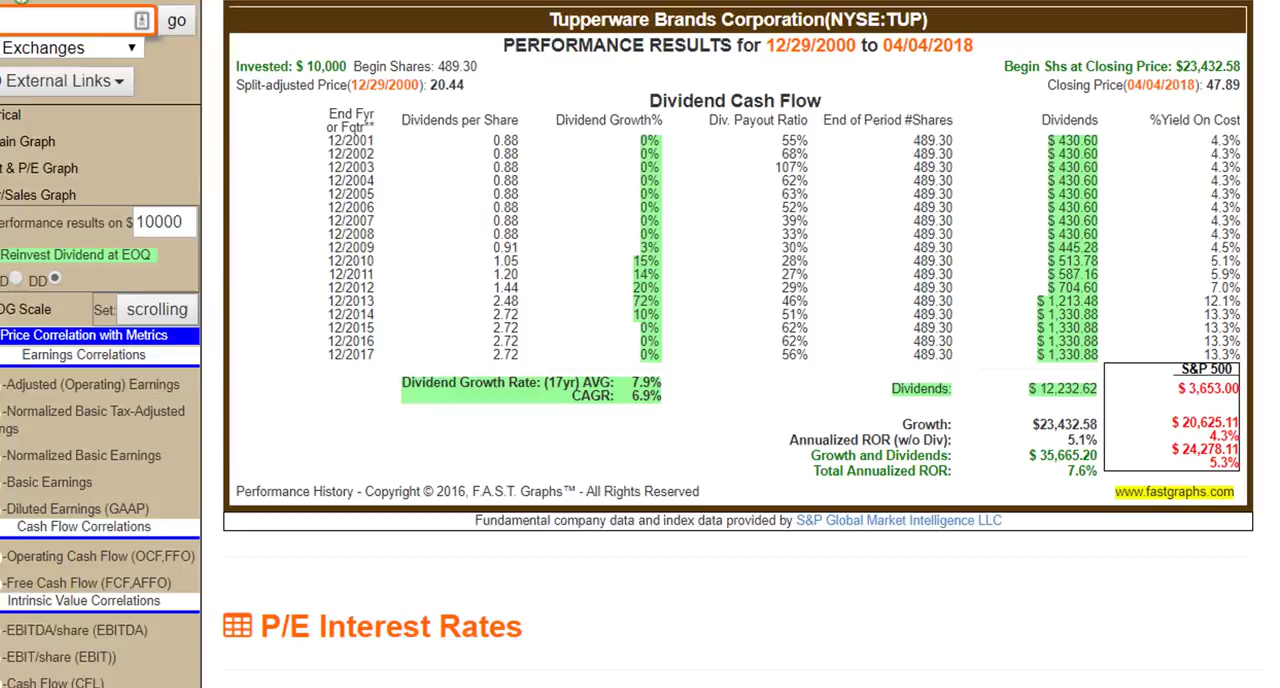 go
Exchanges
External Links
rical
ain Graph
t & P/E Graph
r/Sales Graph
erformance results on $ 10000
Reinvest Dividend at EOQ
D DD
OG Scale Set: scrolling
Price Correlation with Metrics
Earnings Correlations
-Adjusted (Operating) Earnings
-Normalized Basic Tax-Adjusted
ngs
-Normalized Basic Earnings
-Basic Earnings
-Diluted Earnings (GAAP)
Cash Flow Correlations
-Operating Cash Flow (OCF,FFO)
-Free Cash Flow (FCF,AFFO)
Intrinsic Value Correlations
-EBITDA/share (EBITDA)
-EBIT/share (EBIT))
-Cash Flow (CFL)
Tupperware Brands Corporation(NYSE:TUP)
PERFORMANCE RESULTS for 12/29/2000 to 04/04/2018
Invested: $ 10,000 Begin Shares: 489.30 Begin Shs at Closing Price: $23,432.58
Split-adjusted Price(12/29/2000): 20.44 Closing Price(04/04/2018): 47.89
Dividend Cash Flow
End Fyr
or Fqtr** Dividends per Share Dividend Growth% Div. Payout Ratio End of Period #Shares Dividends %Yield On Cost
12/2001 0.88 0% 55% 489.30 $ 430.60 4.3%
12/2002 0.88 0% 68% 489.30 $ 430.60 4.3%
12/2003 0.88 0% 107% 489.30 $ 430.60 4.3%
12/2004 0.88 0% 62% 489.30 $ 430.60 4.3%
12/2005 0.88 0% 63% 489.30 $ 430.60 4.3%
12/2006 0.88 0% 52% 489.30 $ 430.60 4.3%
12/2007 0.88 0% 39% 489.30 $ 430.60 4.3%
12/2008 0.88 0% 33% 489.30 $ 430.60 4.3%
12/2009 0.91 3% 30% 489.30 $ 445.28 4.5%
12/2010 1.05 15% 28% 489.30 $ 513.78 5.1%
12/2011 1.20 14% 27% 489.30 $ 587.16 5.9%
12/2012 1.44 20% 29% 489.30 $ 704.60 7.0%
12/2013 2.48 72% 46% 489.30 $ 1,213.48 12.1%
12/2014 2.72 10% 51% 489.30 $ 1,330.88 13.3%
12/2015 2.72 0% 62% 489.30 $ 1,330.88 13.3%
12/2016 2.72 0% 62% 489.30 $ 1,330.88 13.3%
12/2017 2.72 0% 56% 489.30 $ 1,330.88 13.3%
S&P 500
Dividend Growth Rate: (17yr) AVG: 7.9% Dividends: $ 12,232.62 $ 3,653.00
CAGR: 6.9%
Growth: $23,432.58 $ 20,625.11
Annualized ROR (w/o Div): 5.1% 4.3%
Growth and Dividends: $ 35,665.20 $ 24,278.11
Total Annualized ROR: 7.6% 5.3%
Performance History - Copyright © 2016, F.A.S.T. Graphs™ - All Rights Reserved www.fastgraphs.com
Fundamental company data and index data provided by S&P Global Market Intelligence LLC
P/E Interest Rates